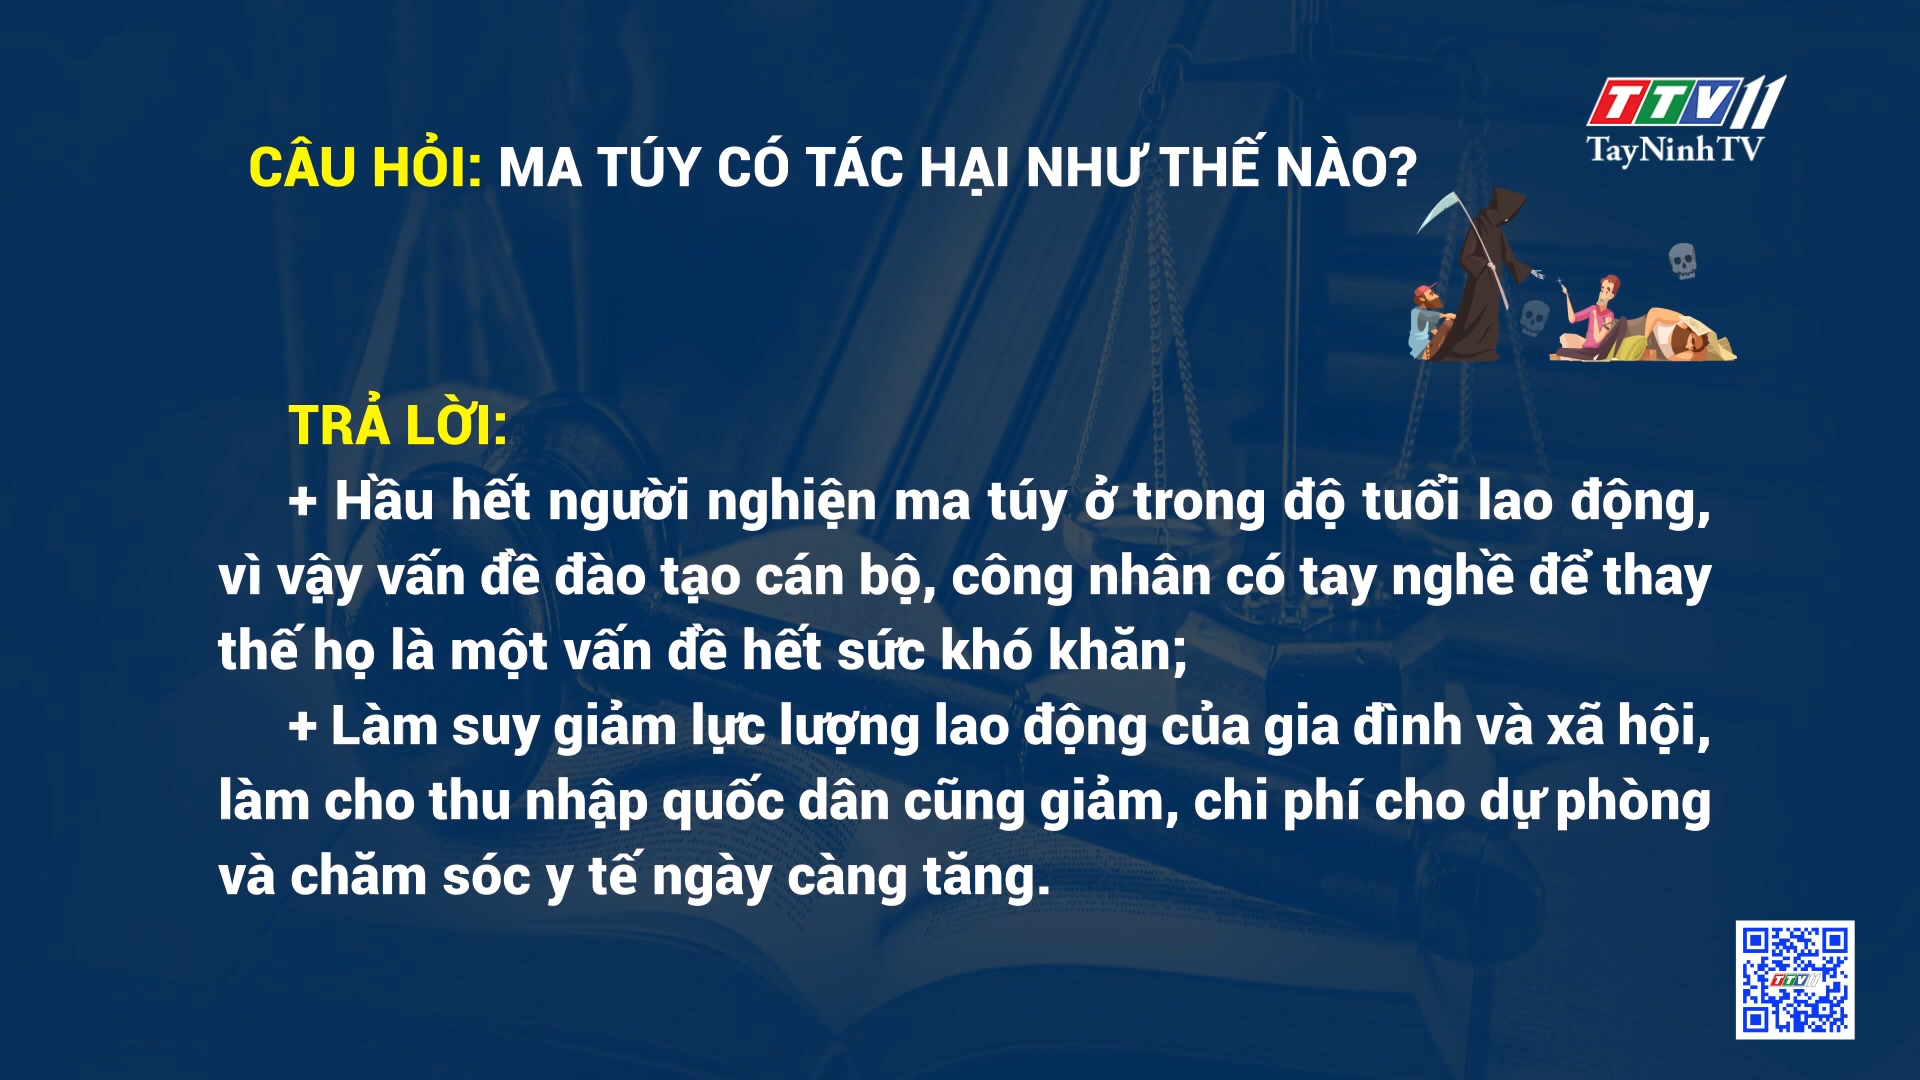 TTV11
TayNinhTV
CÂU HỎI: MA TÚY CÓ TÁC HẠI NHƯ THẾ NÀO?
TRẢ LỜI:
+ Hầu hết người nghiện ma túy ở trong độ tuổi lao động,
vì vậy vấn đề đào tạo cán bộ, công nhân có tay nghề để thay
thế họ là một vấn đề hết sức khó khăn;
+ Làm suy giảm lực lượng lao động của gia đình và xã hội,
làm cho thu nhập quốc dân cũng giảm, chi phí cho dự phòng
và chăm sóc y tế ngày càng tăng.
TTV11